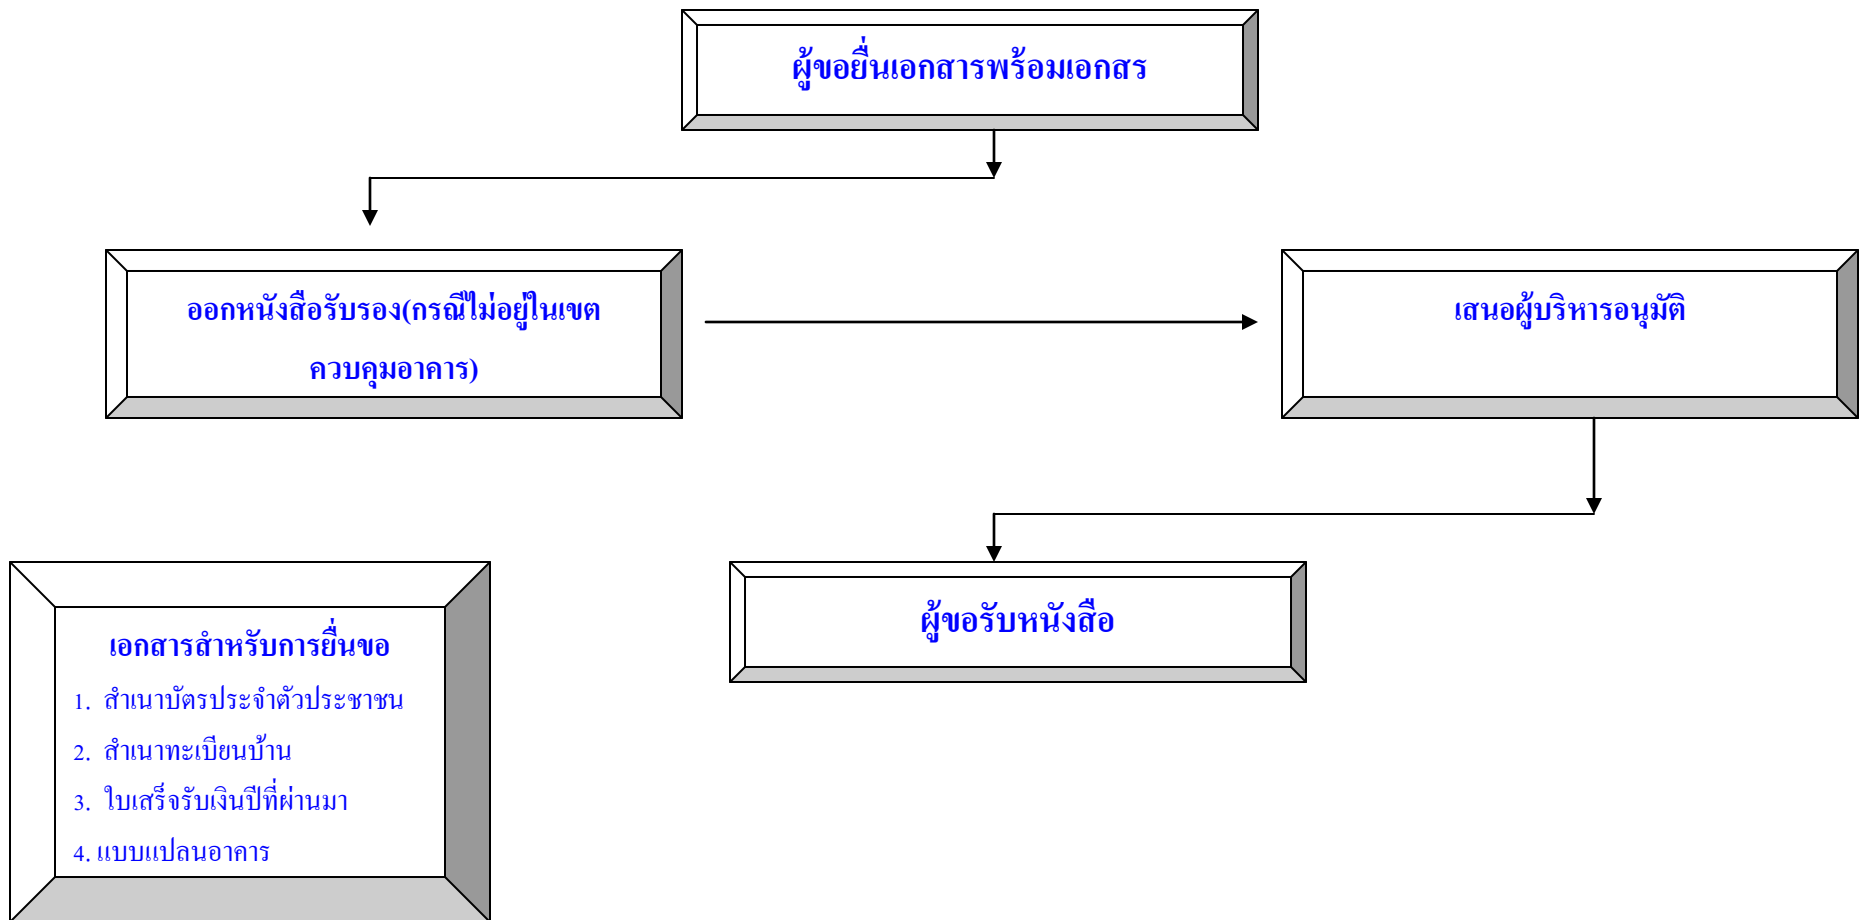 ผู้ขอยื่นเอกสารพร้อมเอกสร
ออกหนังสือรับรอง(กรณีไม่อยู่ในเขต
ควบคุมอาคาร)
เสนอผู้บริหารอนุมัติ
ผู้ขอรับหนังสือ
เอกสารสำหรับการยื่นขอ
1. สำเนาบัตรประจำตัวประชาชน
2. สำเนาทะเบียนบ้าน
3. ใบเสร็จรับเงินปีที่ผ่านมา
4. แบบแปลนอาคาร